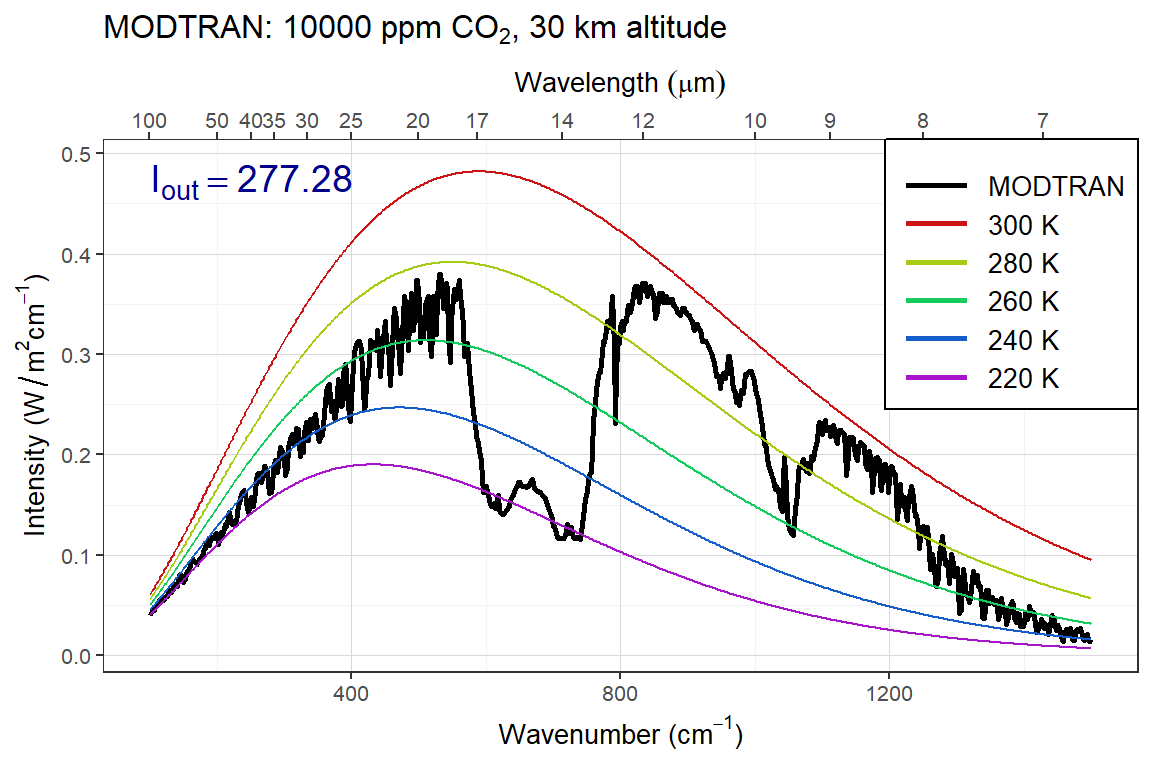 MODTRAN: 10000 ppm CO₂, 30 km altitude
Wavelength (μm)
100 50 40 35 30 25 20 17 14 12 10 9 8 7
I_out = 277.28
MODTRAN
300 K
280 K
260 K
240 K
220 K
0.5
0.4
0.3
0.2
0.1
0.0
Intensity (W / m²cm⁻¹)
400 800 1200
Wavenumber (cm⁻¹)